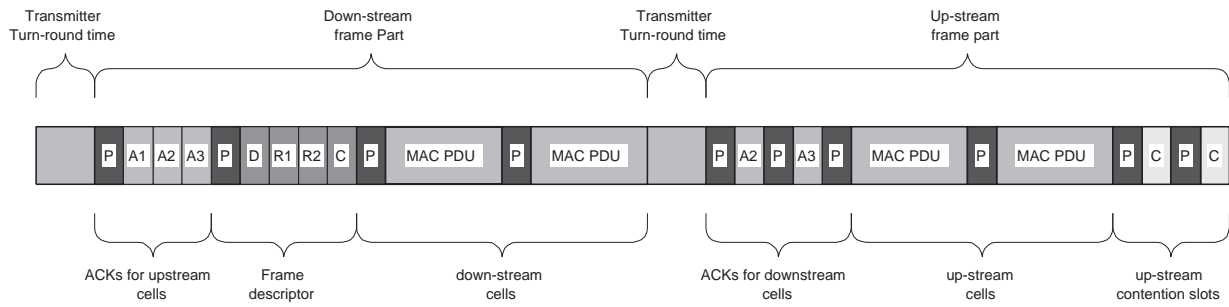 Transmitter
Turn-round time
Down-stream
frame Part
Transmitter
Turn-round time
Up-stream
frame part
P A1 A2 A3 P D R1 R2 C P MAC PDU P MAC PDU P A2 P A3 P MAC PDU P MAC PDU P C P C
ACKs for upstream
cells
Frame
descriptor
down-stream
cells
ACKs for downstream
cells
up-stream
cells
up-stream
contention slots